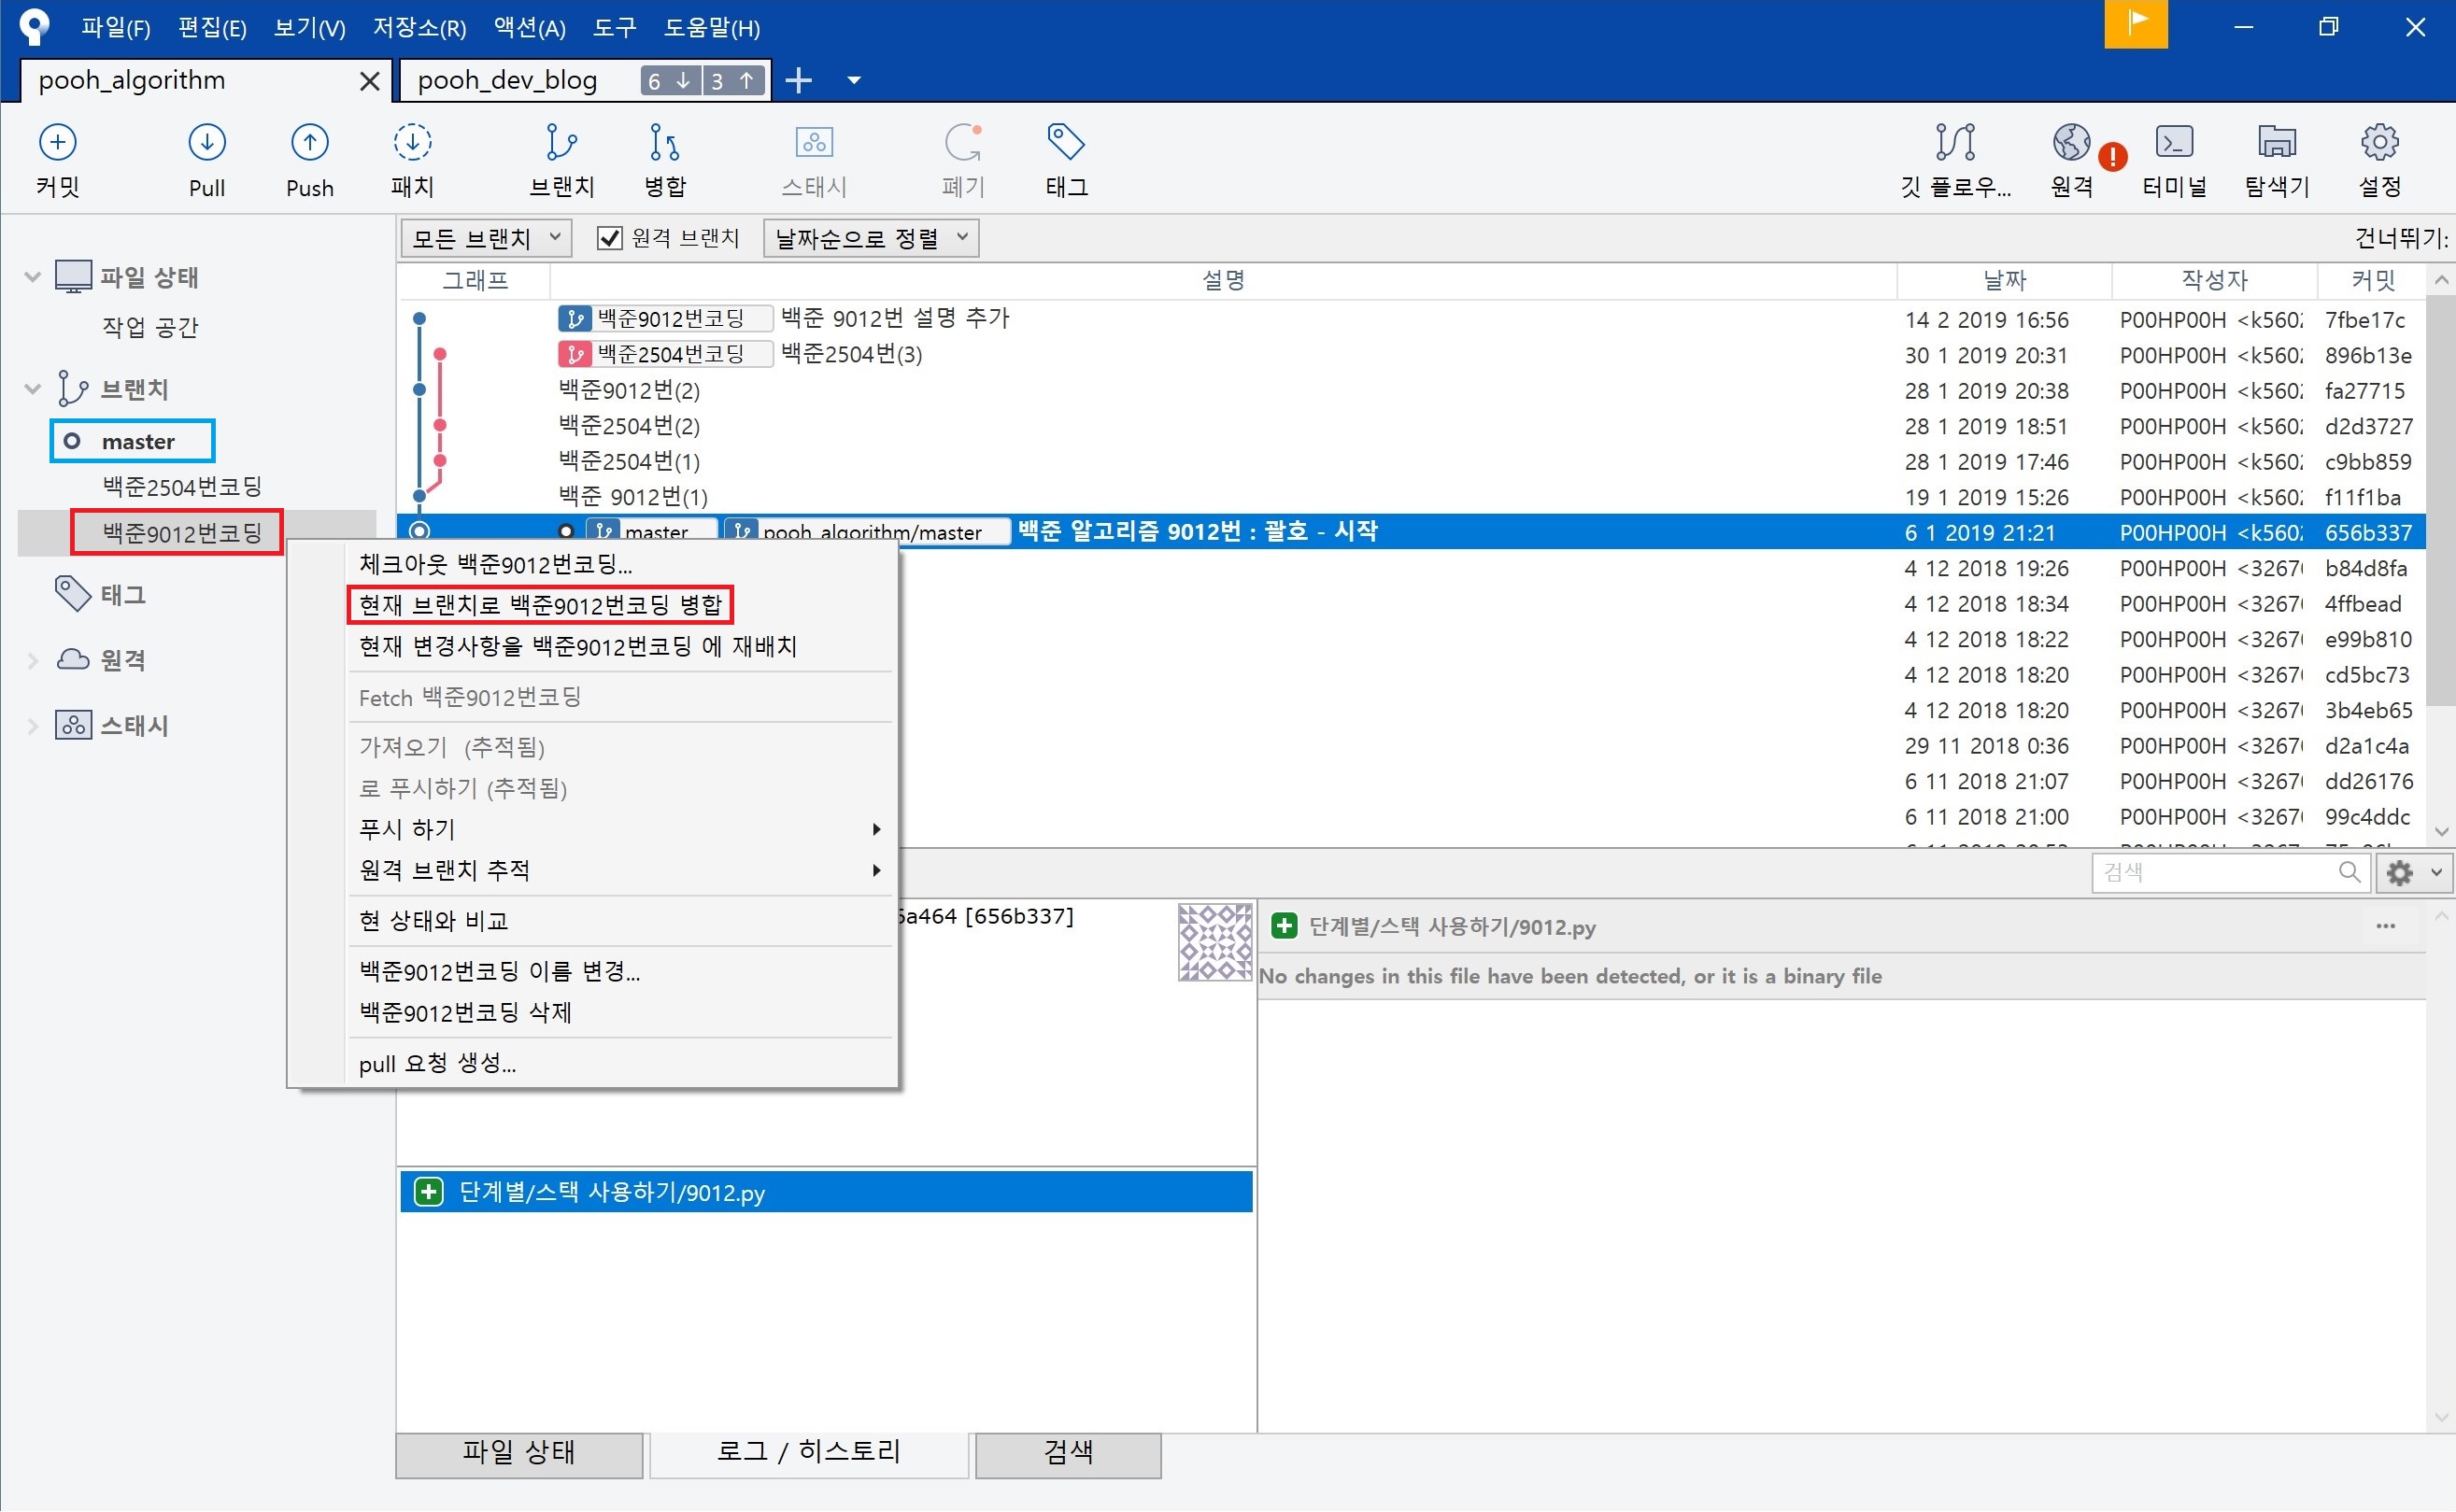 파일(F) 편집(E) 보기(V) 저장소(R) 액션(A) 도구 도움말(H)
pooh_algorithm
pooh_dev_blog 6 3
커밋 Pull Push 패치 브랜치 병합 스태시 폐기 태그 깃 플로우... 원격 터미널 탐색기 설정
모든 브랜치 원격 브랜치 날짜순으로 정렬 건너뛰기:
파일 상태
작업 공간
브랜치
master
백준2504번코딩
백준9012번코딩
태그
원격
스태시
그래프 설명 날짜 작성자 커밋
백준9012번코딩 백준 9012번 설명 추가 14 2 2019 16:56 P00HP00H <k5602 7fbe17c
백준2504번코딩 백준2504번(3) 30 1 2019 20:31 P00HP00H <k5602 896b13e
백준9012번(2) 28 1 2019 20:38 P00HP00H <k5602 fa27715
백준2504번(2) 28 1 2019 18:51 P00HP00H <k5602 d2d3727
백준2504번(1) 28 1 2019 17:46 P00HP00H <k5602 c9bb859
백준 9012번(1) 19 1 2019 15:26 P00HP00H <k5602 f11f1ba
master pooh_algorithm/master 백준 알고리즘 9012번 : 괄호 - 시작 6 1 2019 21:21 P00HP00H <k5602 656b337
4 12 2018 19:26 P00HP00H <3267 b84d8fa
4 12 2018 18:34 P00HP00H <3267 4ffbead
4 12 2018 18:22 P00HP00H <3267 e99b810
4 12 2018 18:20 P00HP00H <3267 cd5bc73
4 12 2018 18:20 P00HP00H <3267 3b4eb65
29 11 2018 0:36 P00HP00H <3267 d2a1c4a
6 11 2018 21:07 P00HP00H <3267 dd26176
6 11 2018 21:00 P00HP00H <3267 99c4ddc
체크아웃 백준9012번코딩...
현재 브랜치로 백준9012번코딩 병합
현재 변경사항을 백준9012번코딩 에 재배치
Fetch 백준9012번코딩
가져오기 (추적됨)
로 푸시하기 (추적됨)
푸시 하기
원격 브랜치 추적
현 상태와 비교
백준9012번코딩 이름 변경...
백준9012번코딩 삭제
pull 요청 생성...
검색
a464 [656b337]
단계별/스택 사용하기/9012.py
No changes in this file have been detected, or it is a binary file
단계별/스택 사용하기/9012.py
파일 상태 로그 / 히스토리 검색